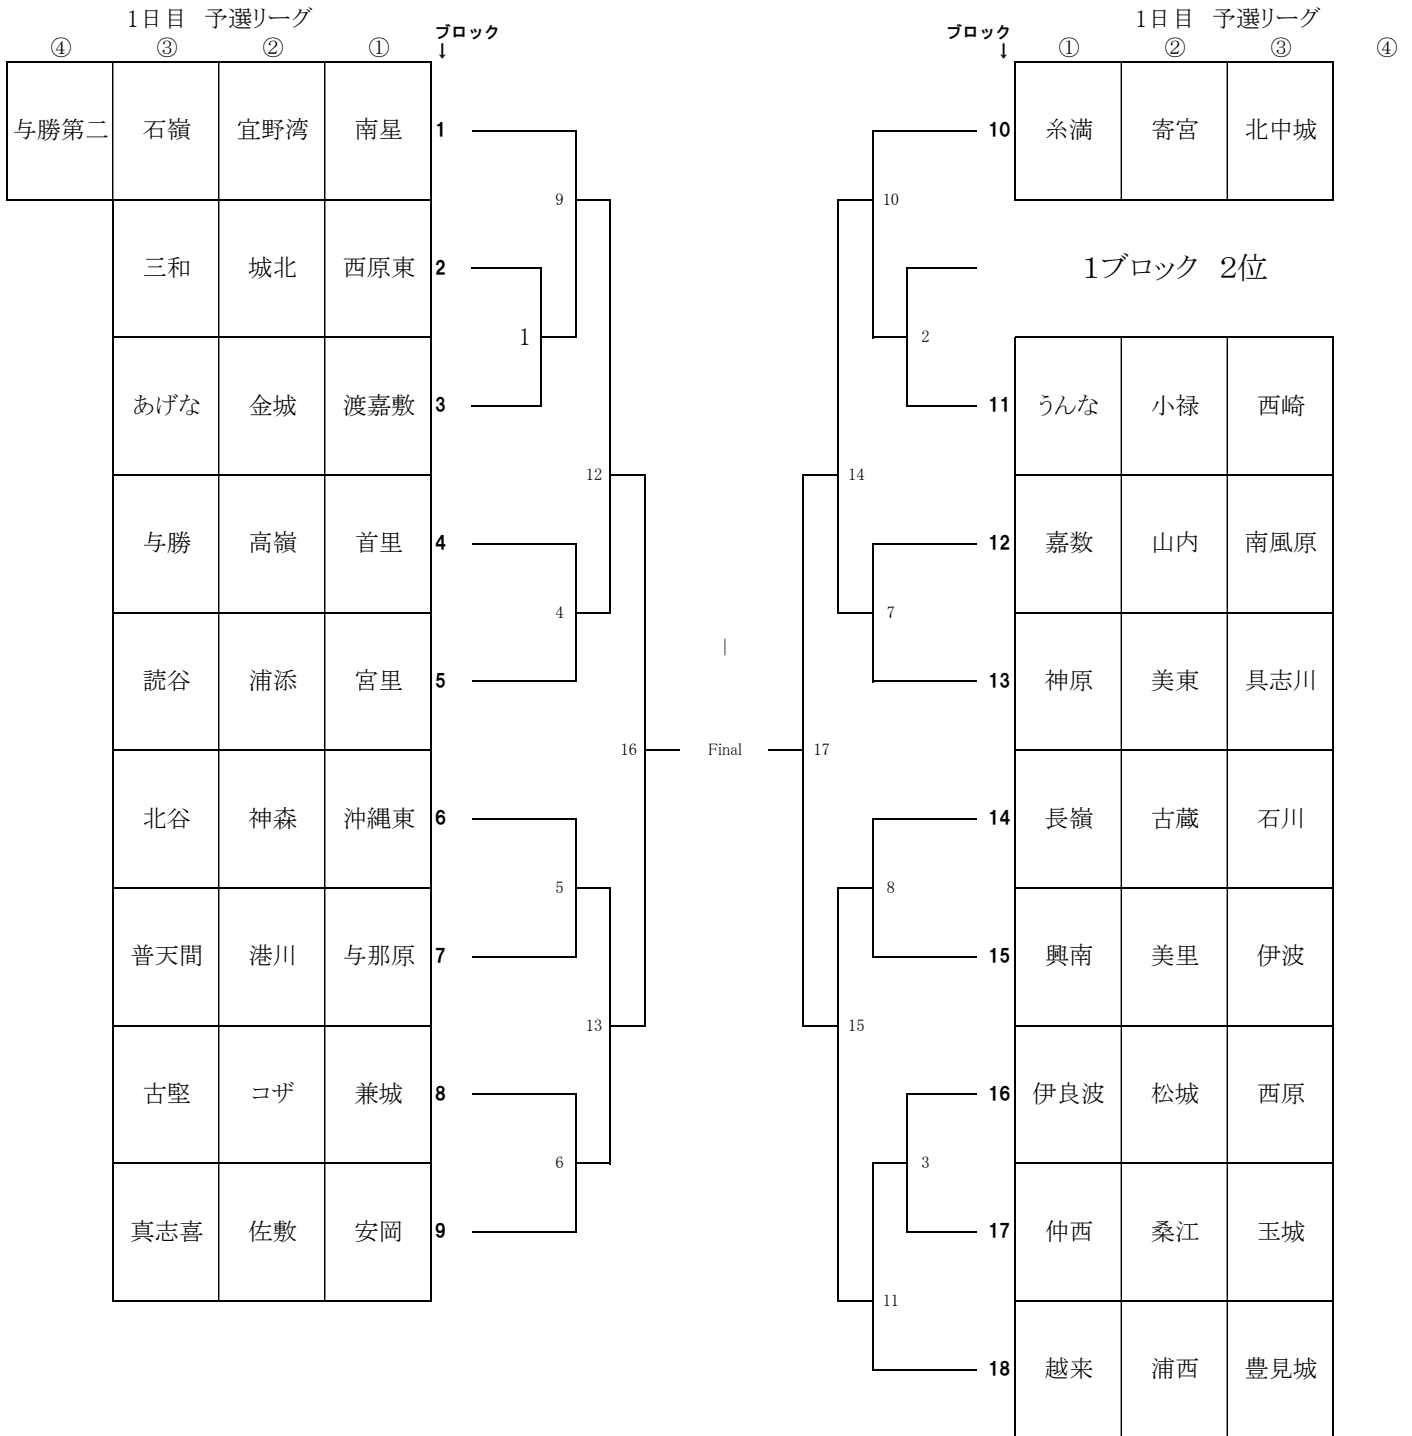 1日目 予選リーグ
④ ③ ② ① ブロック ↓
与勝第二 石嶺 宜野湾 南星 1
9
三和 城北 西原東 2
1
あげな 金城 渡嘉敷 3
12
与勝 高嶺 首里 4
4
読谷 浦添 宮里 5
16
北谷 神森 沖縄東 6
5
普天間 港川 与那原 7
13
古堅 コザ 兼城 8
6
真志喜 佐敷 安岡 9
|
Final
1日目 予選リーグ
ブロック ↓ ① ② ③ ④
10 糸満 寄宮 北中城
10
1ブロック 2位
2
11 うんな 小禄 西崎
14
12 嘉数 山内 南風原
7
13 神原 美東 具志川
17
14 長嶺 古蔵 石川
8
15 興南 美里 伊波
15
16 伊良波 松城 西原
3
17 仲西 桑江 玉城
11
18 越来 浦西 豊見城